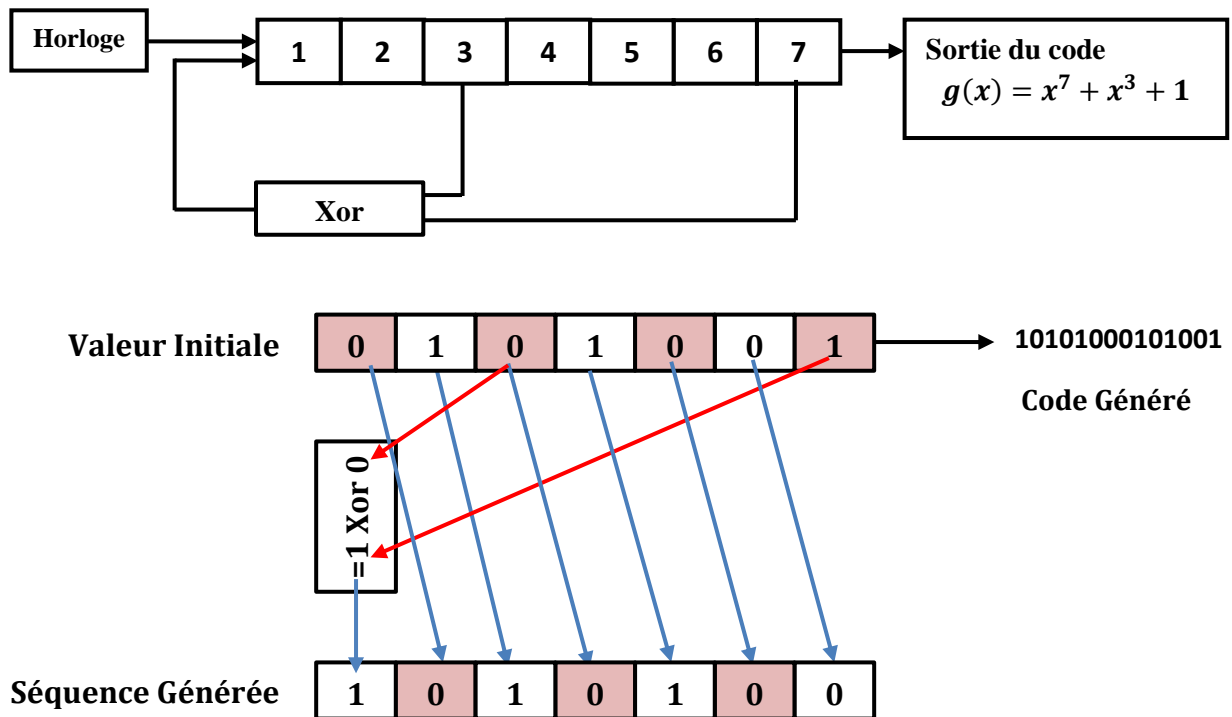 Horloge
1 2 3 4 5 6 7
Sortie du code
g(x) = x⁷ + x³ + 1
Xor
Valeur Initiale
0 1 0 1 0 0 1
10101000101001
Code Généré
=1 Xor 0
Séquence Générée
1 0 1 0 1 0 0